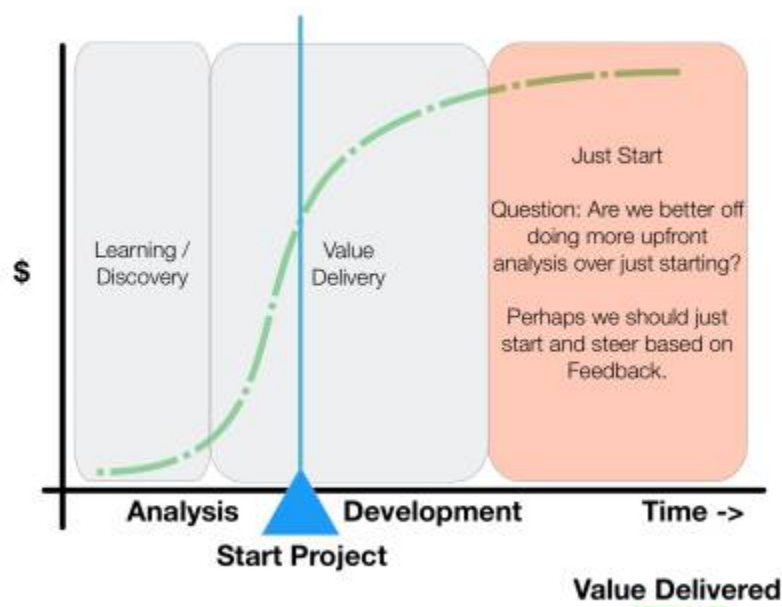 $
Learning /
Discovery
Value
Delivery
Just Start
Question: Are we better off
doing more upfront
analysis over just starting?
Perhaps we should just
start and steer based on
Feedback.
Analysis
Development
Time ->
Start Project
Value Delivered